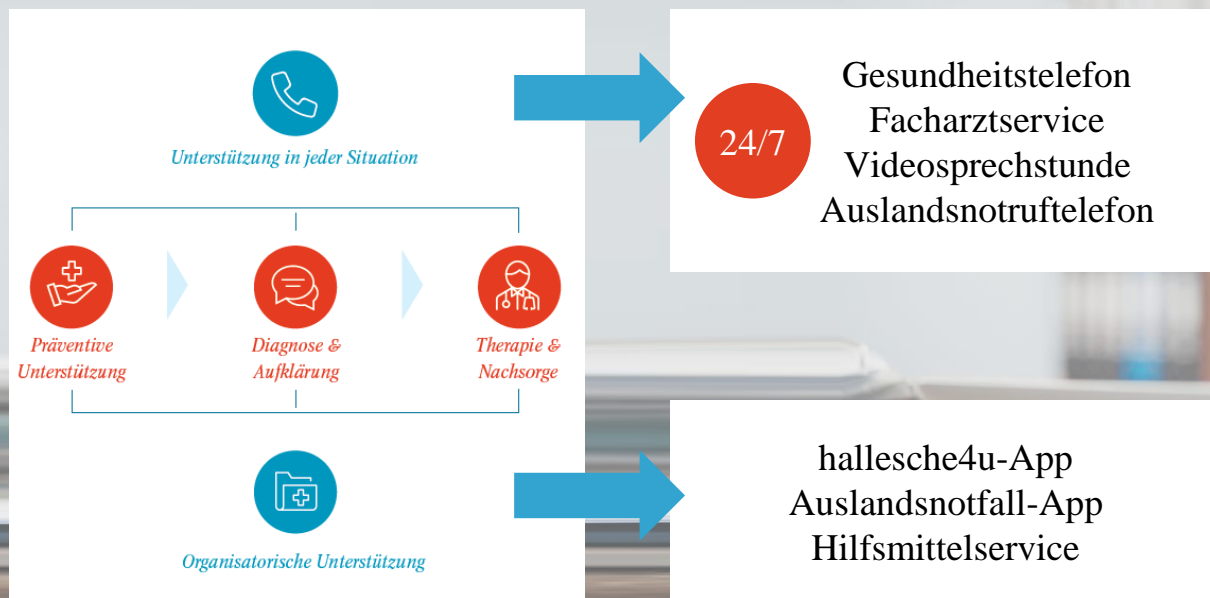 Unterstützung in jeder Situation
Präventive
Unterstützung
Diagnose &
Aufklärung
Therapie &
Nachsorge
Organisatorische Unterstützung
24/7
Gesundheitstelefon
Facharztservice
Videosprechstunde
Auslandsnotruftelefon
hallesche4u-App
Auslandsnotfall-App
Hilfsmittelservice